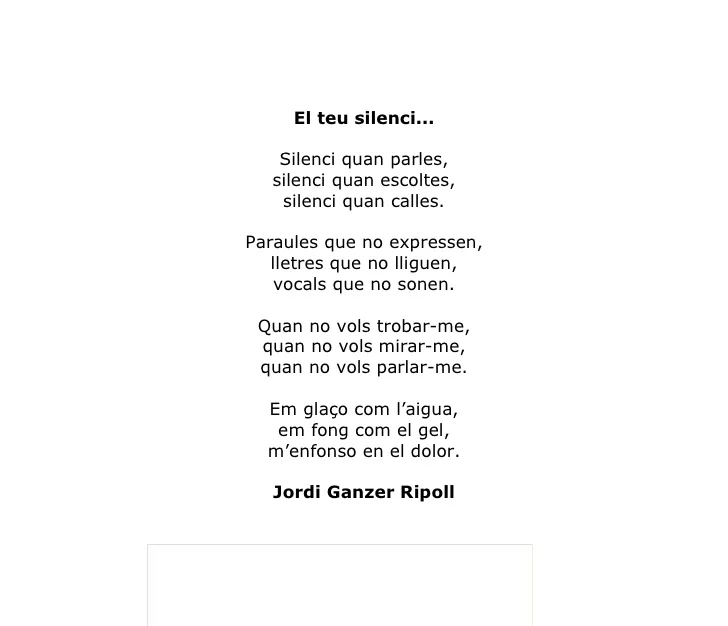 El teu silenci...
Silenci quan parles,
silenci quan escoltes,
silenci quan calles.
Paraules que no expressen,
lletres que no lliguen,
vocals que no sonen.
Quan no vols trobar-me,
quan no vols mirar-me,
quan no vols parlar-me.
Em glaço com l’aigua,
em fong com el gel,
m’enfonso en el dolor.
Jordi Ganzer Ripoll